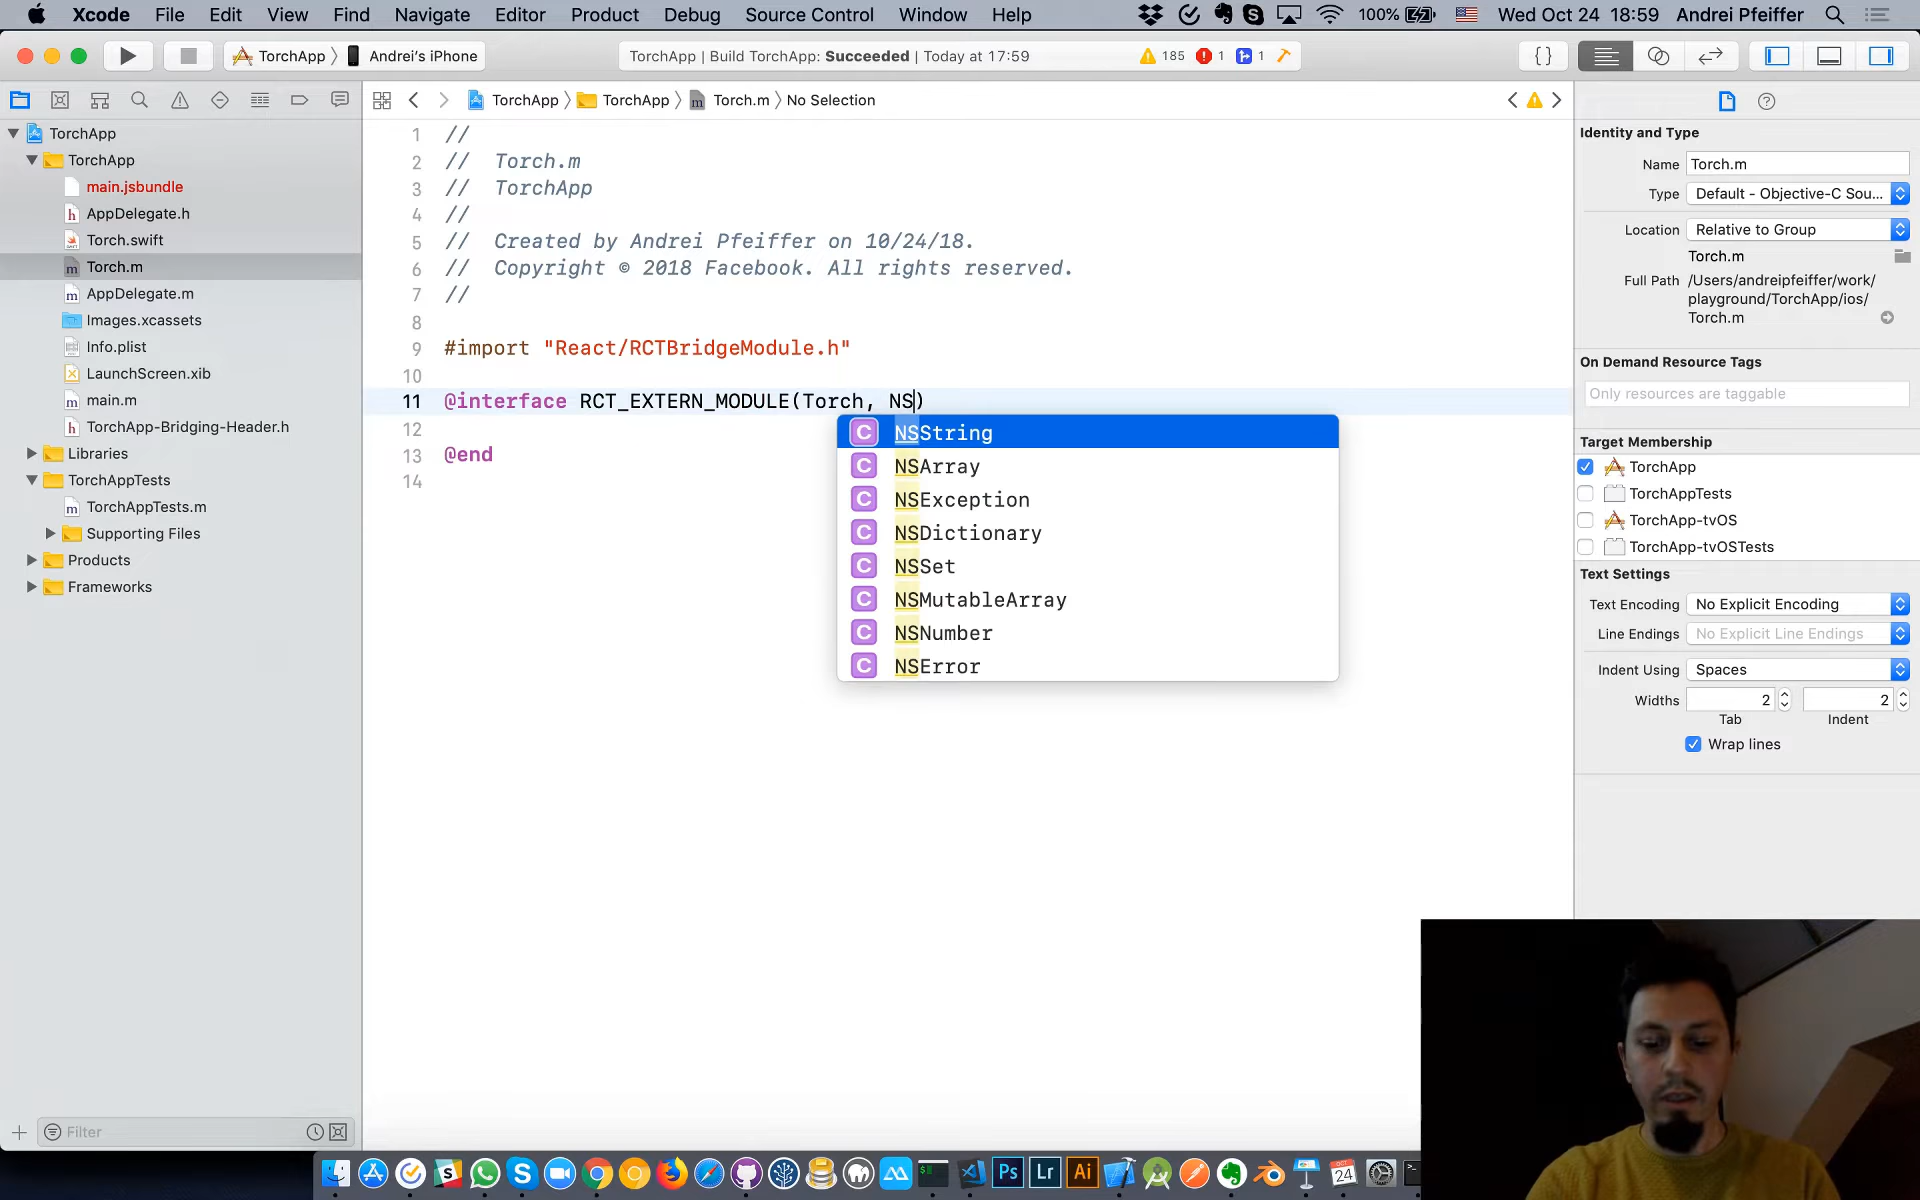 Xcode File Edit View Find Navigate Editor Product Debug Source Control Window Help 100% Wed Oct 24 18:59 Andrei Pfeiffer
TorchApp Andrei's iPhone TorchApp | Build TorchApp: Succeeded | Today at 17:59 185 1 1 {}
TorchApp TorchApp m Torch.m No Selection
TorchApp
TorchApp
main.jsbundle
h AppDelegate.h
Torch.swift
m Torch.m
m AppDelegate.m
Images.xcassets
Info.plist
LaunchScreen.xib
m main.m
h TorchApp-Bridging-Header.h
Libraries
TorchAppTests
m TorchAppTests.m
Supporting Files
Products
Frameworks
Filter
1 //
2 // Torch.m
3 // TorchApp
4 //
5 // Created by Andrei Pfeiffer on 10/24/18.
6 // Copyright © 2018 Facebook. All rights reserved.
7 //
8
9 #import "React/RCTBridgeModule.h"
10
11 @interface RCT_EXTERN_MODULE(Torch, NS)
12
13 @end
14
C NSString
C NSArray
C NSException
C NSDictionary
C NSSet
C NSMutableArray
C NSNumber
C NSError
Identity and Type
Name Torch.m
Type Default - Objective-C Sou...
Location Relative to Group
Torch.m
Full Path /Users/andreipfeiffer/work/
playground/TorchApp/ios/
Torch.m
On Demand Resource Tags
Only resources are taggable
Target Membership
TorchApp
TorchAppTests
TorchApp-tvOS
TorchApp-tvOSTests
Text Settings
Text Encoding No Explicit Encoding
Line Endings No Explicit Line Endings
Indent Using Spaces
Widths 2 2
Tab Indent
Wrap lines
Ps Lr Ai 24